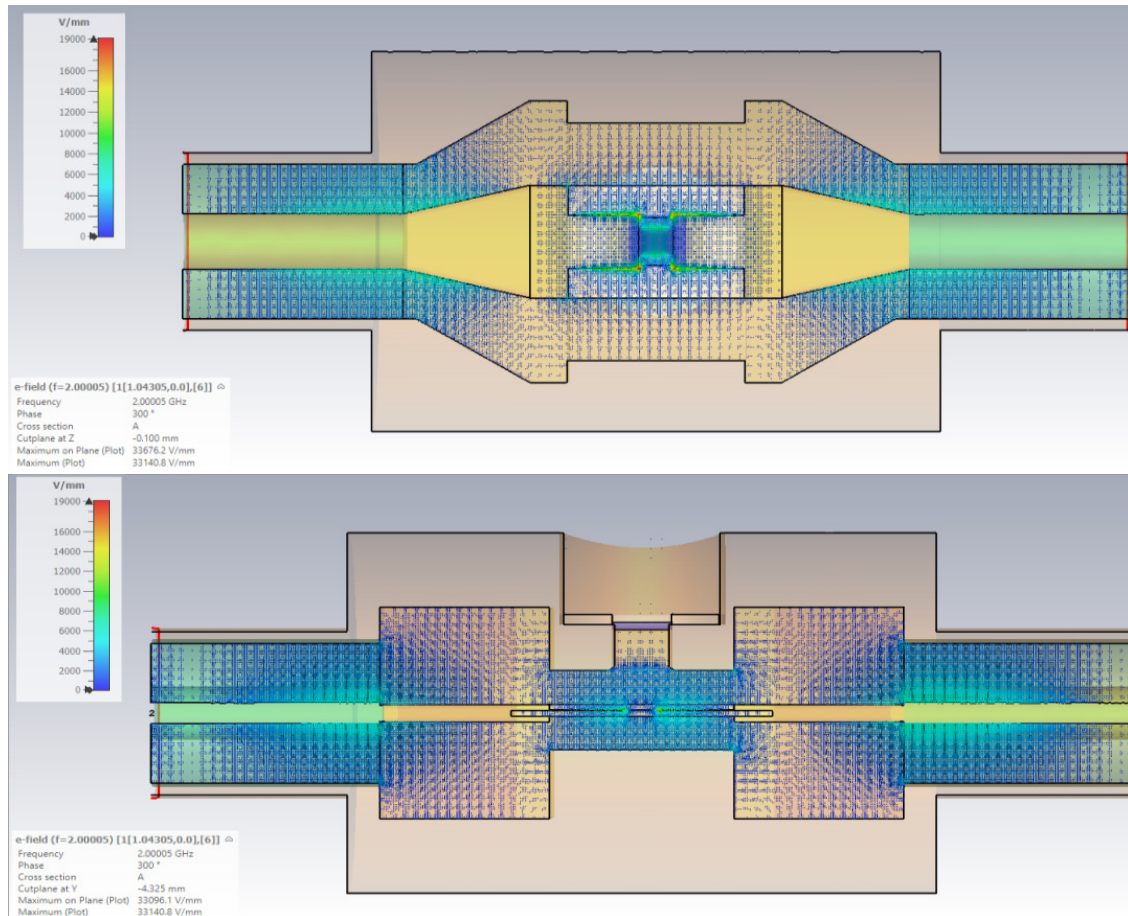 V/mm
19000
16000
14000
12000
10000
8000
6000
4000
2000
0
e-field (f=2.00005) [1[1.04305,0.0],[6]]
Frequency 2.00005 GHz
Phase 300 °
Cross section A
Cutplane at Z -0.100 mm
Maximum on Plane (Plot) 33676.2 V/mm
Maximum (Plot) 33140.8 V/mm
V/mm
19000
16000
14000
12000
10000
8000
6000
4000
2000
0
2
e-field (f=2.00005) [1[1.04305,0.0],[6]]
Frequency 2.00005 GHz
Phase 300 °
Cross section A
Cutplane at Y -4.325 mm
Maximum on Plane (Plot) 33096.1 V/mm
Maximum (Plot) 33140.8 V/mm